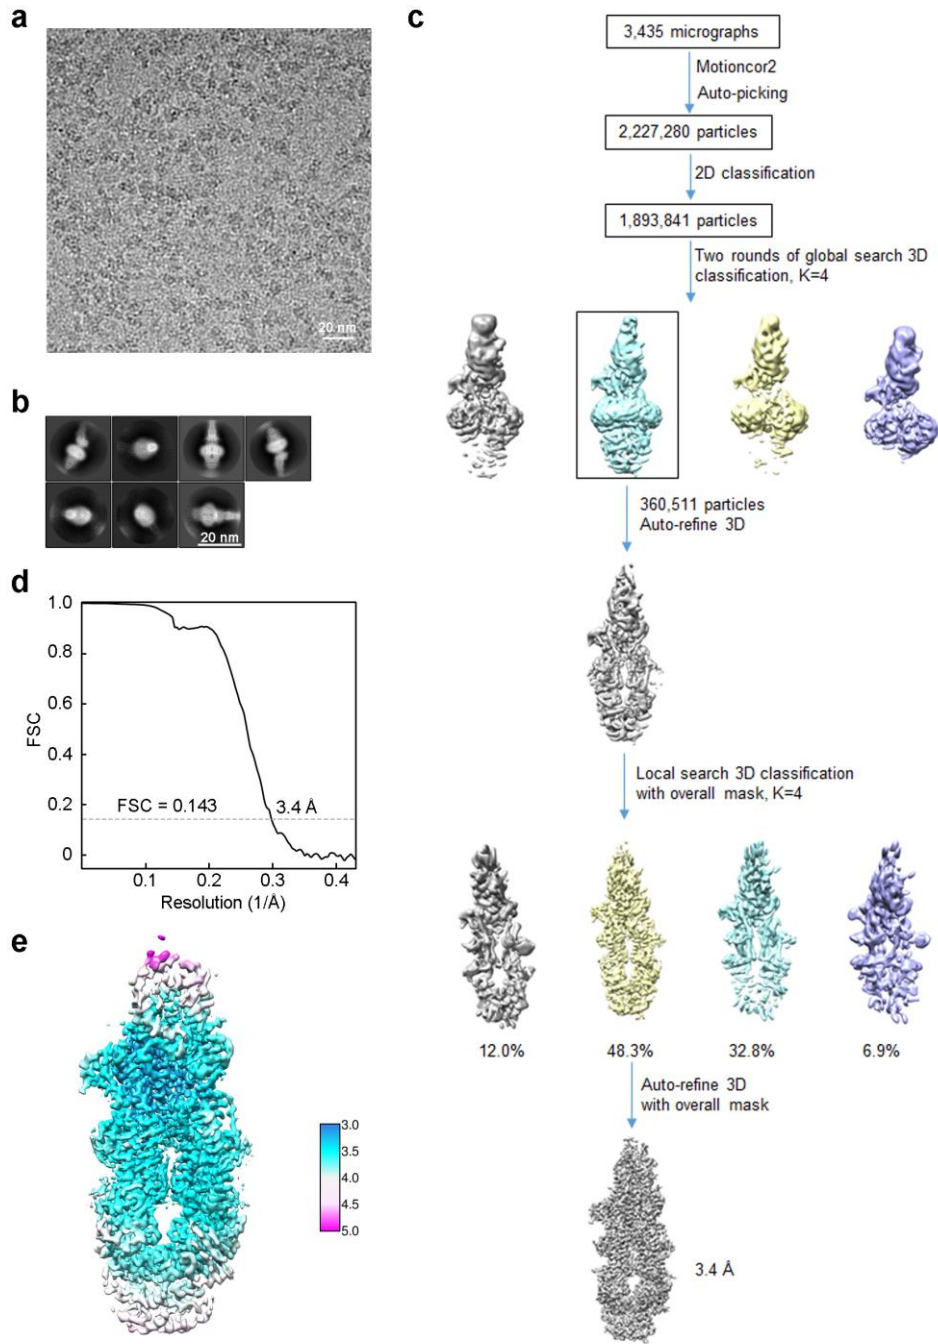 a
20 nm
b
20 nm
c
3,435 micrographs
Motioncor2
Auto-picking
2,227,280 particles
2D classification
1,893,841 particles
Two rounds of global search 3D
classification, K=4
360,511 particles
Auto-refine 3D
Local search 3D classification
with overall mask, K=4
12.0%
48.3%
32.8%
6.9%
Auto-refine 3D
with overall mask
3.4 Å
d
1.0
0.8
0.6
0.4
0.2
0
FSC
FSC = 0.143
3.4 Å
0.1
0.2
0.3
0.4
Resolution (1/Å)
e
3.0
3.5
4.0
4.5
5.0